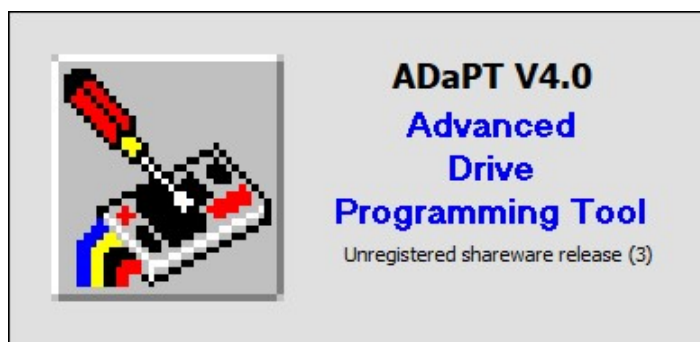 ADaPT V4.0
Advanced
Drive
Programming Tool
Unregistered shareware release (3)